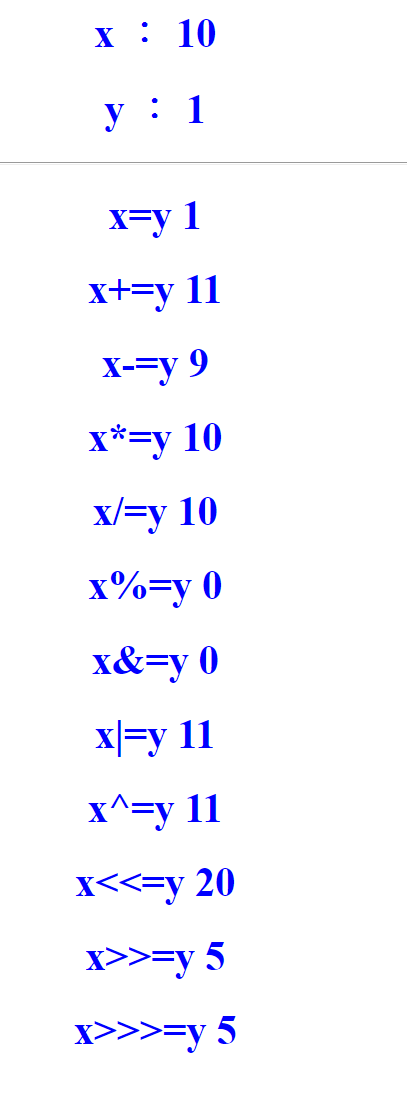 x ： 10
y ： 1
x=y 1
x+=y 11
x-=y 9
x*=y 10
x/=y 10
x%=y 0
x&=y 0
x|=y 11
x^=y 11
x<<=y 20
x>>=y 5
x>>>=y 5